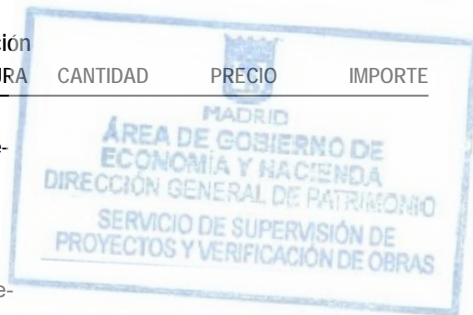 ción
URA CANTIDAD PRECIO IMPORTE
e-
MADRID
ÁREA DE GOBIERNO DE
ECONOMÍA Y HACIENDA
DIRECCIÓN GENERAL DE PATRIMONIO
SERVICIO DE SUPERVISIÓN DE
PROYECTOS Y VERIFICACIÓN DE OBRAS
e-